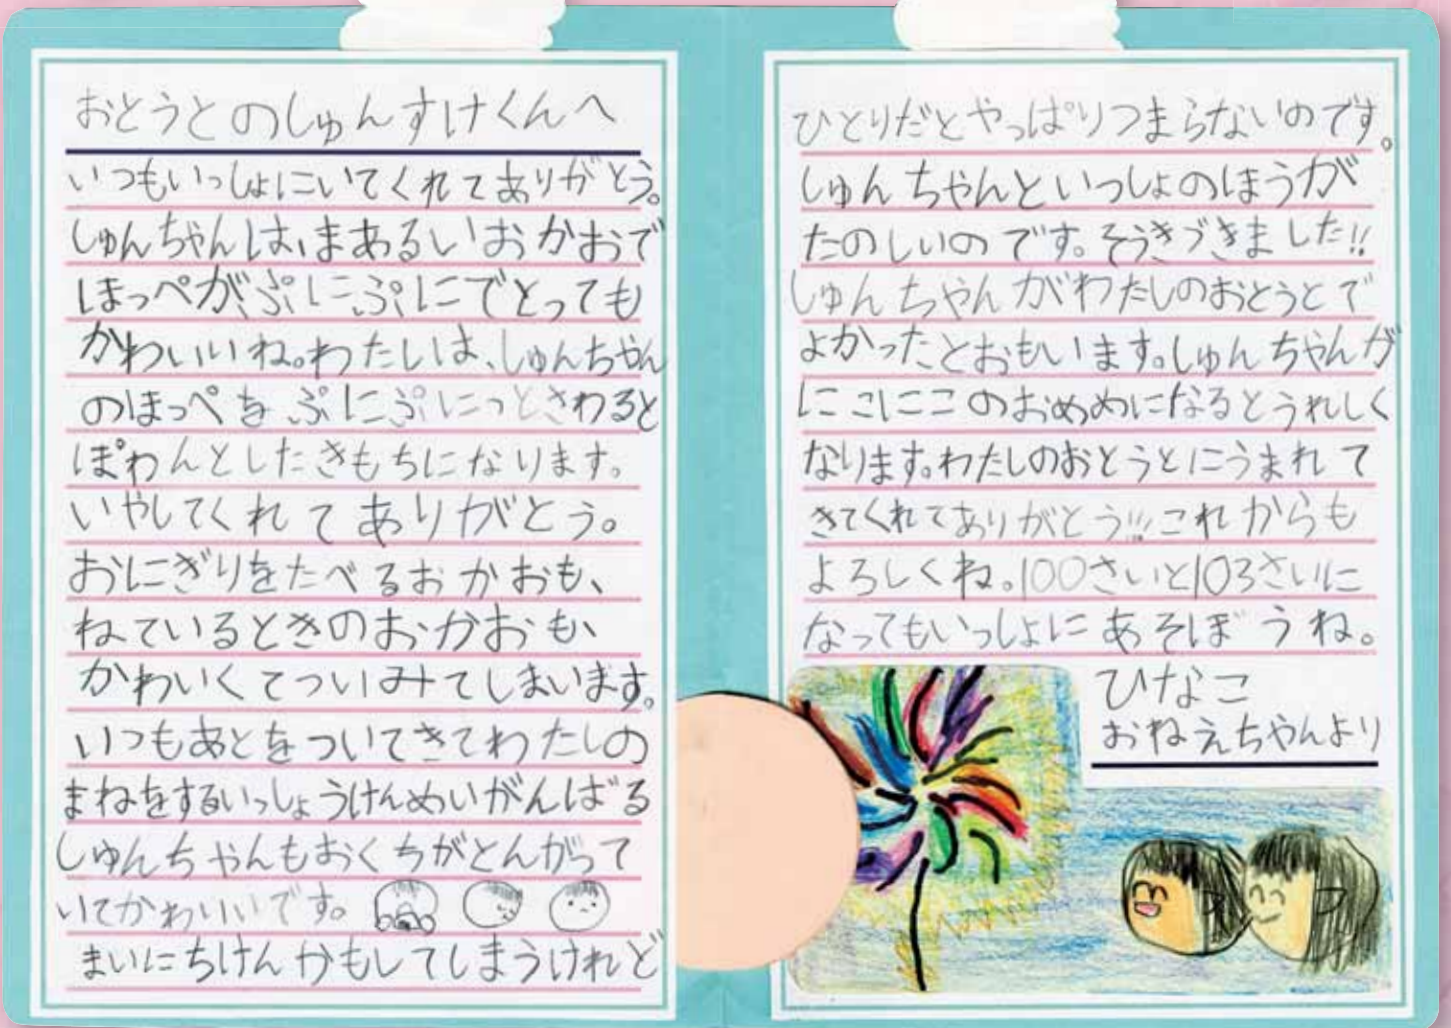 おとうとのしゅんすけくんへ
いつもいっしょにいてくれてありがとう。
しゅんちゃんは、まあるいおかおで
ほっぺがぷにぷにでとっても
かわいいね。わたしは、しゅんちゃん
のほっぺをぷにぷにっとさわると
ぽわんとしたきもちになります。
いやしてくれてありがとう。
おにぎりをたべるおかおも、
ねているときのおかおも、
かわいくてついみてしまいます。
いつもあとをついてきてわたしの
まねをするいっしょうけんめいがんばる
しゅんちゃんもおくちがとんがって
いてかわいいです。
まいにちけんかもしてしまうけれど
ひとりだとやっぱりつまらないのです。
しゅんちゃんといっしょのほうが
たのしいのです。そうきづきました!!
しゅんちゃんがわたしのおとうとで
よかったとおもいます。しゅんちゃんが
にこにこのおめめになるとうれしく
なります。わたしのおとうとにうまれて
きてくれてありがとう!!!これからも
よろしくね。100さいと103さいに
なってもいっしょにあそぼうね。
ひなこ
おねえちゃんより